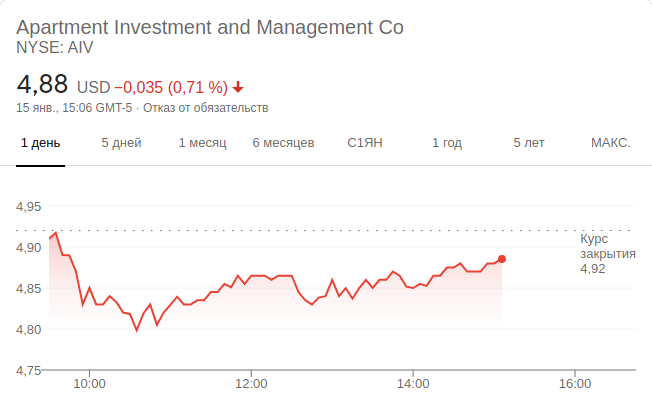 Apartment Investment and Management Co
NYSE: AIV
4,88 USD −0,035 (0,71 %)
15 янв., 15:06 GMT-5 · Отказ от обязательств
1 день 5 дней 1 месяц 6 месяцев С1ЯН 1 год 5 лет МАКС.
4,95
4,90
4,85
4,80
4,75
Курс
закрытия
4,92
10:00 12:00 14:00 16:00